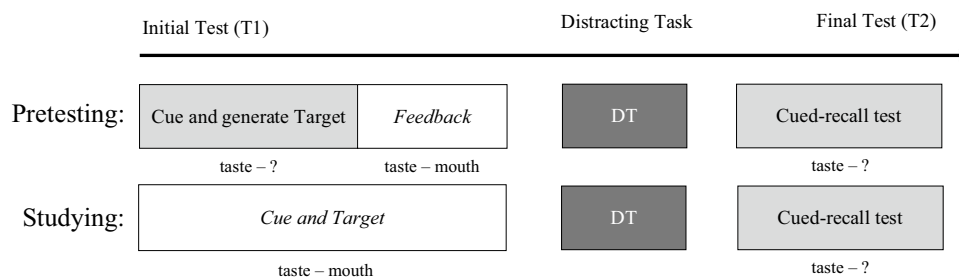 Initial Test (T1) Distracting Task Final Test (T2)
Pretesting: Cue and generate Target Feedback DT Cued-recall test
taste – ? taste – mouth taste – ?
Studying: Cue and Target DT Cued-recall test
taste – mouth taste – ?